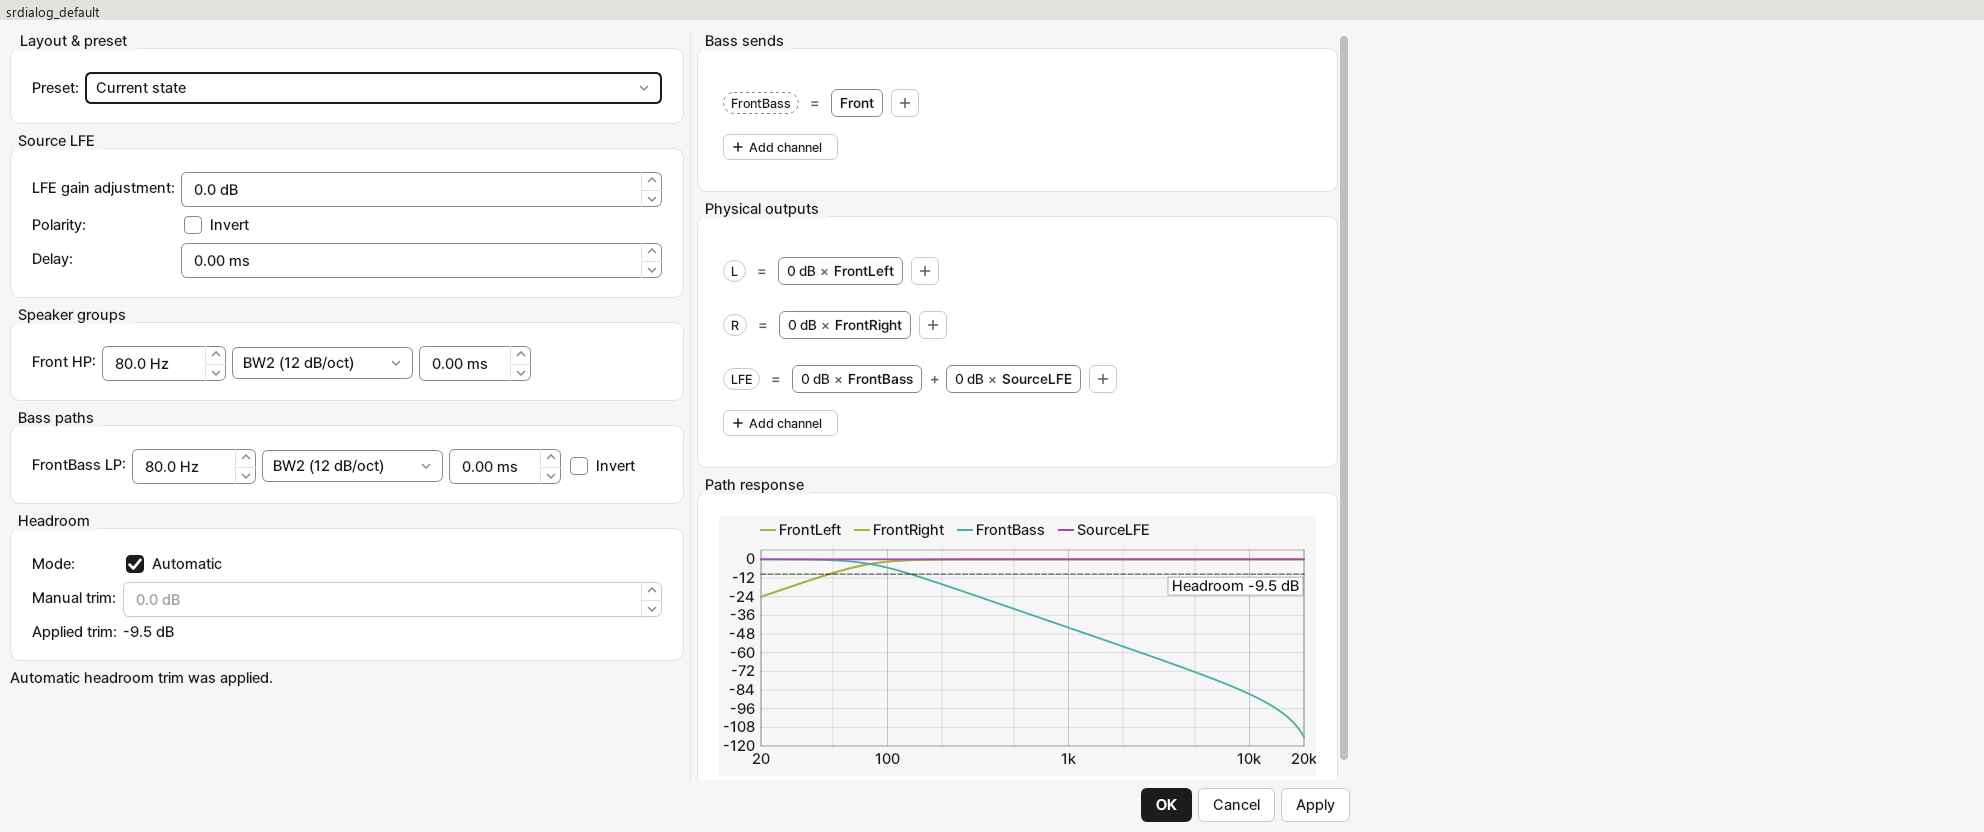 srdialog_default
Layout & preset
Preset: Current state
Source LFE
LFE gain adjustment: 0.0 dB
Polarity: Invert
Delay: 0.00 ms
Speaker groups
Front HP: 80.0 Hz BW2 (12 dB/oct) 0.00 ms
Bass paths
FrontBass LP: 80.0 Hz BW2 (12 dB/oct) 0.00 ms Invert
Headroom
Mode: Automatic
Manual trim: 0.0 dB
Applied trim: -9.5 dB
Automatic headroom trim was applied.
Bass sends
FrontBass = Front +
+ Add channel
Physical outputs
L = 0 dB × FrontLeft +
R = 0 dB × FrontRight +
LFE = 0 dB × FrontBass + 0 dB × SourceLFE +
+ Add channel
Path response
FrontLeft FrontRight FrontBass SourceLFE
0
-12
Headroom -9.5 dB
-24
-36
-48
-60
-72
-84
-96
-108
-120
20 100 1k 10k 20k
OK Cancel Apply